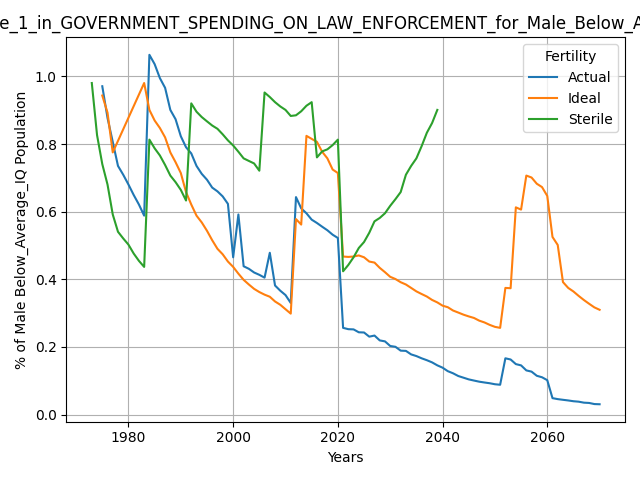 e_1_in_GOVERNMENT_SPENDING_ON_LAW_ENFORCEMENT_for_Male_Below_A
% of Male Below_Average_IQ Population
1.0
0.8
0.6
0.4
0.2
0.0
1980 2000 2020 2040 2060
Years
Fertility
Actual
Ideal
Sterile